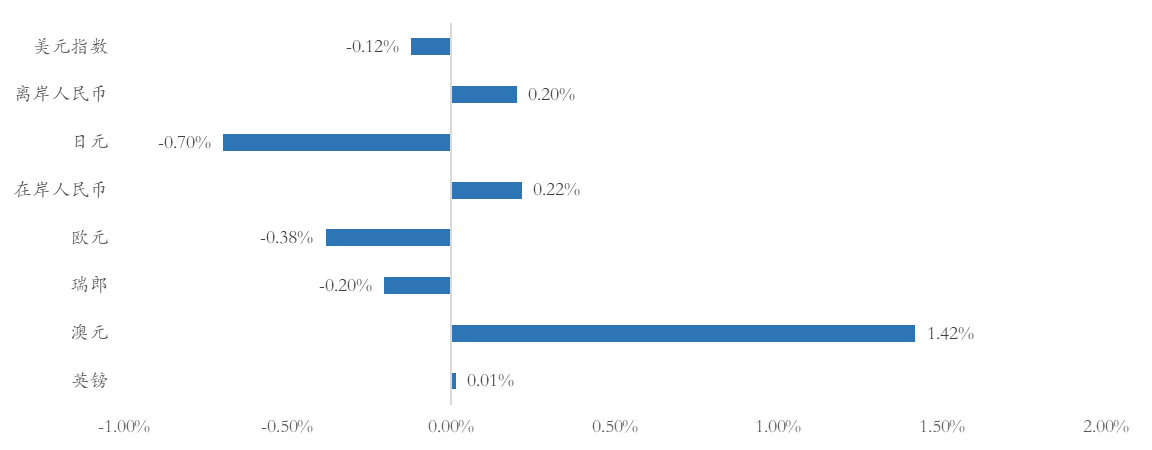 美元指数 -0.12%
离岸人民币 0.20%
日元 -0.70%
在岸人民币 0.22%
欧元 -0.38%
瑞郎 -0.20%
澳元 1.42%
英镑 0.01%
-1.00% -0.50% 0.00% 0.50% 1.00% 1.50% 2.00%